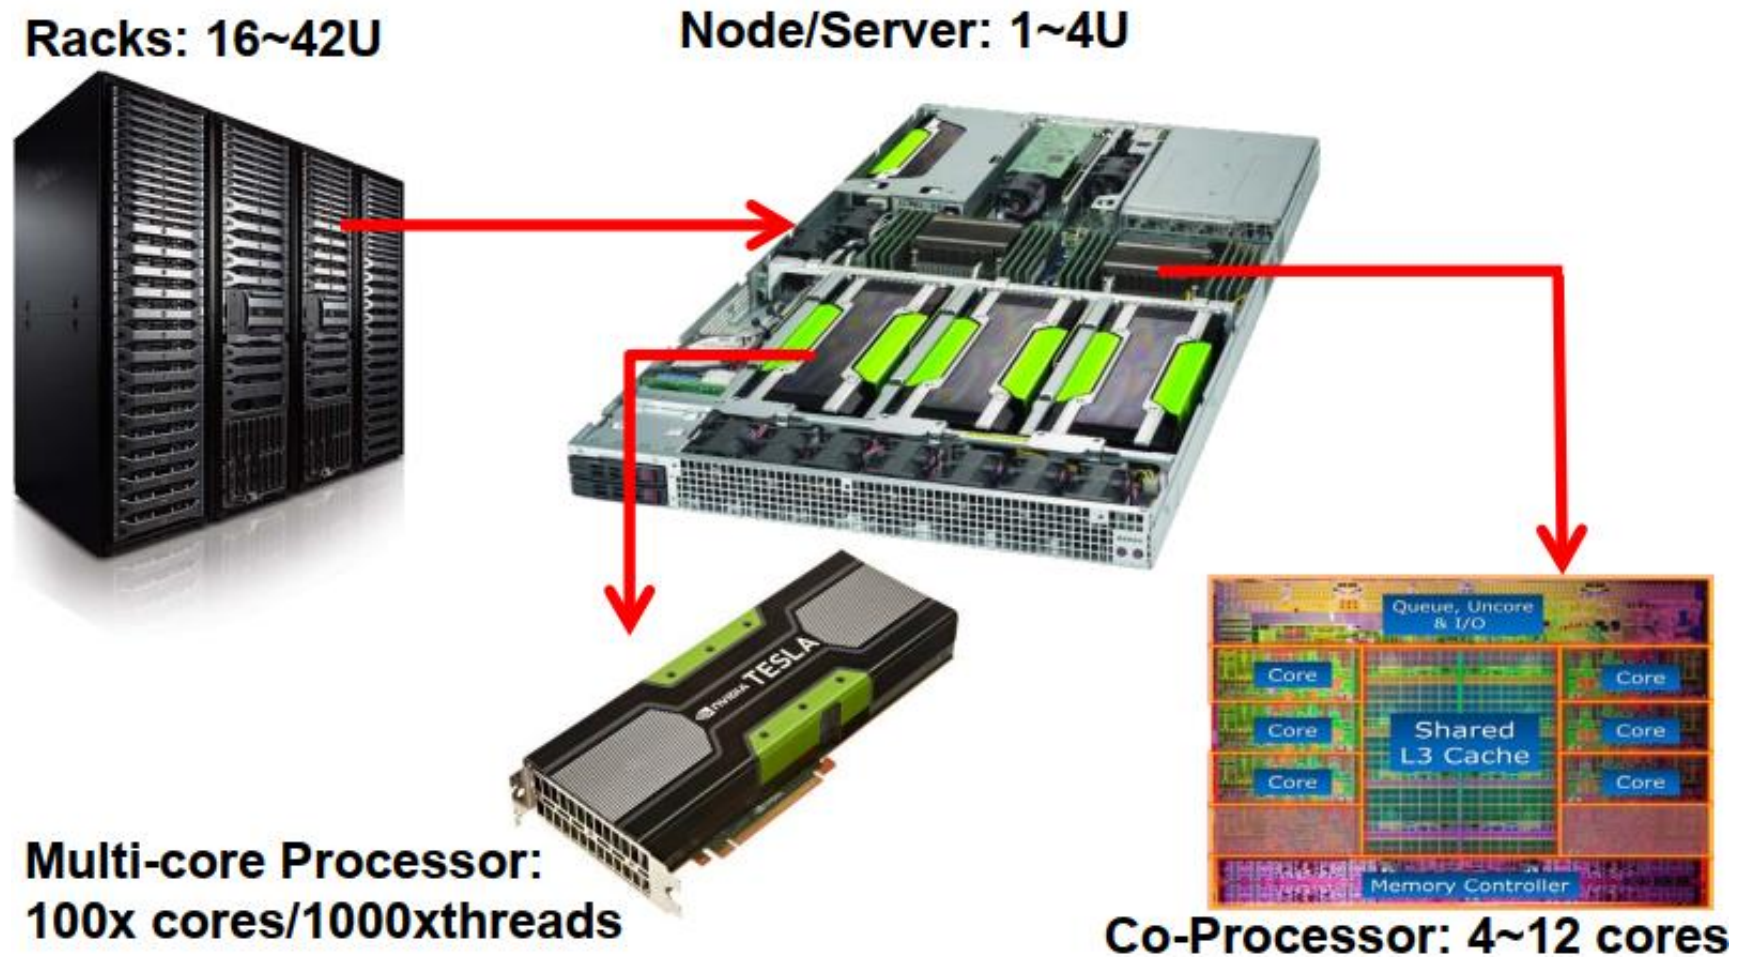 Racks: 16~42U
Node/Server: 1~4U
NVIDIA TESLA
Queue, Uncore
& I/O
Core
Core
Core
Shared
L3 Cache
Core
Core
Core
Memory Controller
Multi-core Processor:
100x cores/1000xthreads
Co-Processor: 4~12 cores